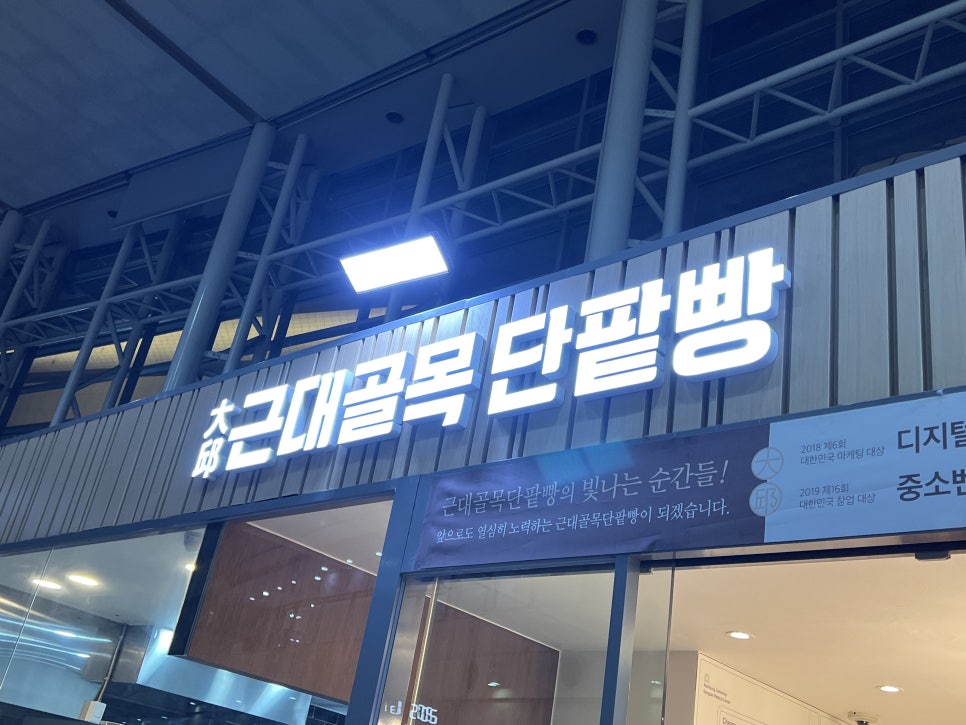 大邱
근대골목단팥빵
근대골목단팥빵의 빛나는 순간들!
앞으로도 열심히 노력하는 근대골목단팥빵이 되겠습니다.
大邱
2018 제6회
대한민국 마케팅 대상
디지털
2019 제16회
대한민국 창업 대상
중소벤